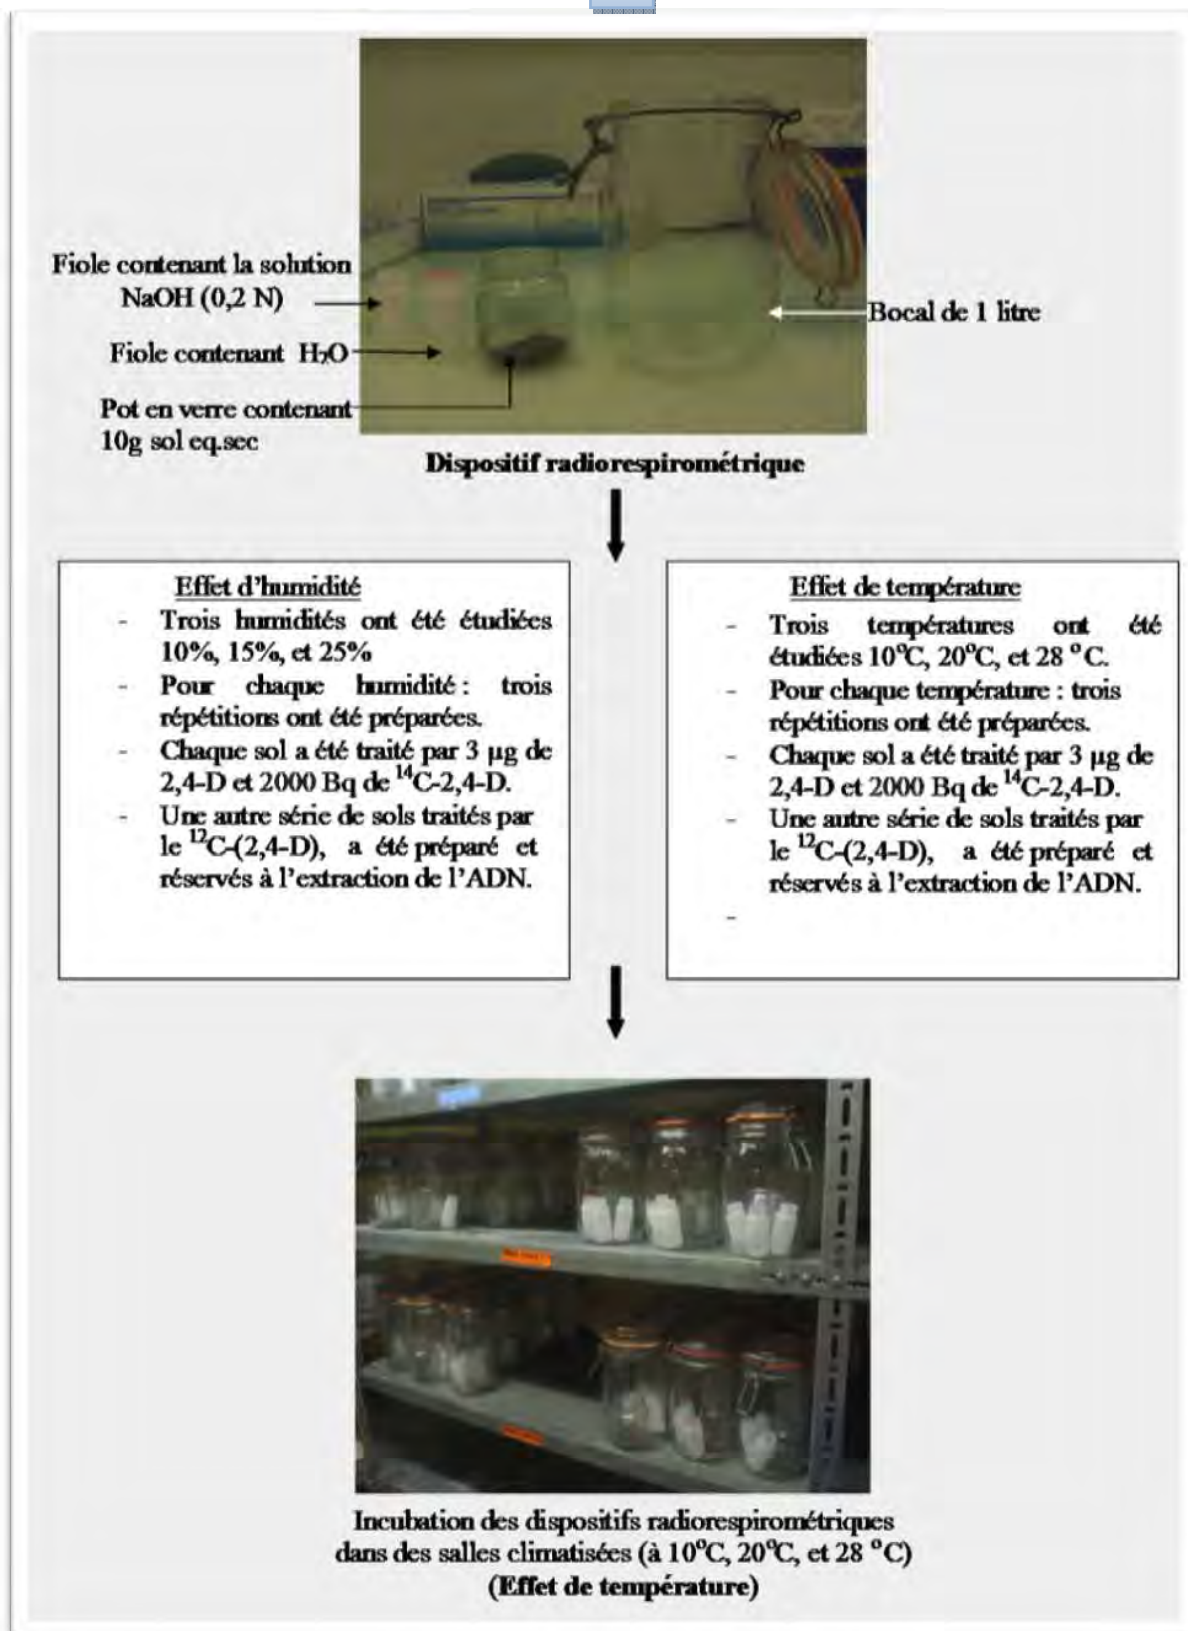 Fiole contenant la solution
NaOH (0,2 N)
Fiole contenant H₂O
Pot en verre contenant
10g sol eq.sec
Bocal de 1 litre
Dispositif radiorespirométrique
Effet d'humidité
- Trois humidités ont été étudiées
10%, 15%, et 25%
- Pour chaque humidité : trois
répétitions ont été préparées.
- Chaque sol a été traité par 3 µg de
2,4-D et 2000 Bq de ¹⁴C-2,4-D.
- Une autre série de sols traités par
le ¹²C-(2,4-D), a été préparé et
réservés à l'extraction de l'ADN.
Effet de température
- Trois températures ont été
étudiées 10°C, 20°C, et 28 °C.
- Pour chaque température : trois
répétitions ont été préparées.
- Chaque sol a été traité par 3 µg de
2,4-D et 2000 Bq de ¹⁴C-2,4-D.
- Une autre série de sols traités par
le ¹²C-(2,4-D), a été préparé et
réservés à l'extraction de l'ADN.
-
Incubation des dispositifs radiorespirométriques
dans des salles climatisées (à 10°C, 20°C, et 28 °C)
(Effet de température)